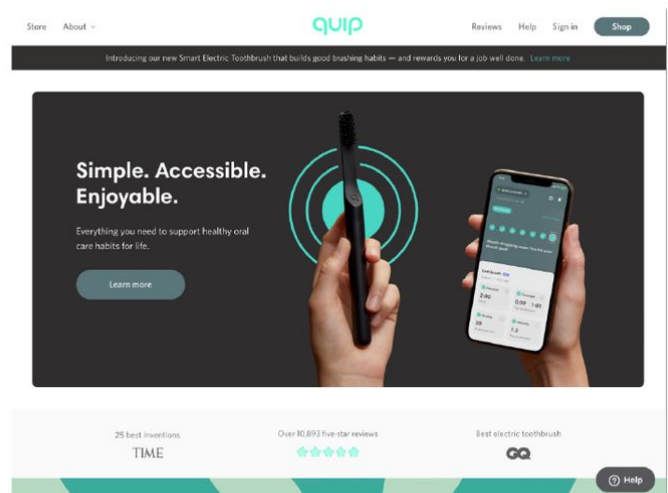 Store About
quip
Reviews Help Sign in Shop
Introducing our new Smart Electric Toothbrush that builds good brushing habits — and rewards you for a job well done. Learn more
Simple. Accessible.
Enjoyable.
Everything you need to support healthy oral
care habits for life.
Learn more
2:00
25 best inventions
TIME
Over 10,893 five-star reviews
Best electric toothbrush
GQ
Help